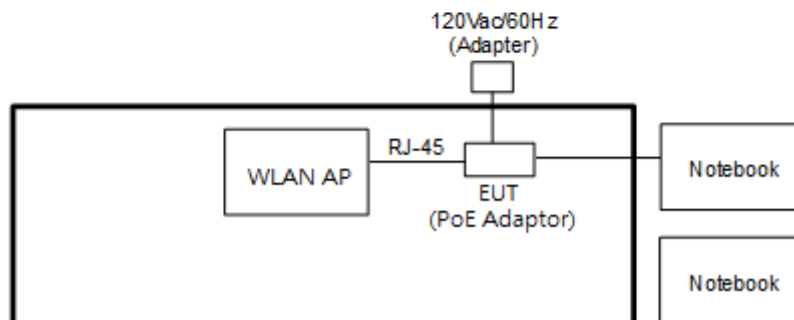 120Vac/60Hz
(Adapter)
RJ-45
WLAN AP
EUT
(PoE Adaptor)
Notebook
Notebook